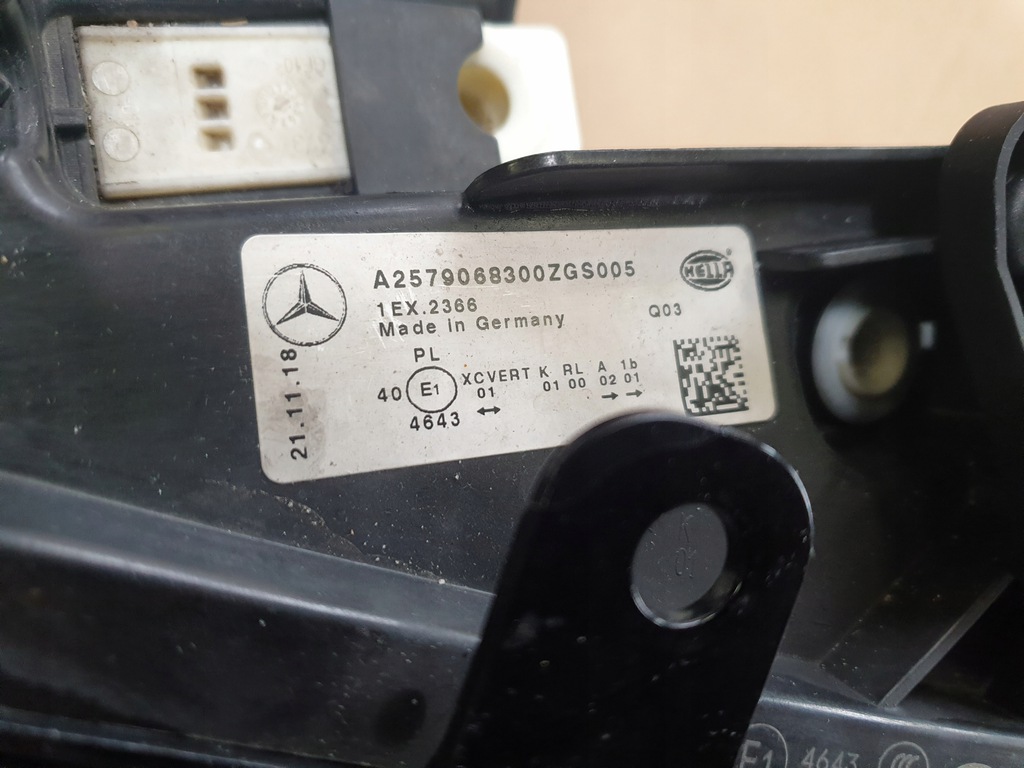 A2579068300ZGS005
HELLA
1EX.2366
Made in Germany
Q03
21.11.18
PL
40 E1 XCVERT K RL A 1b
01 01 00 02 01
4643 ↔ → →
E1 4643